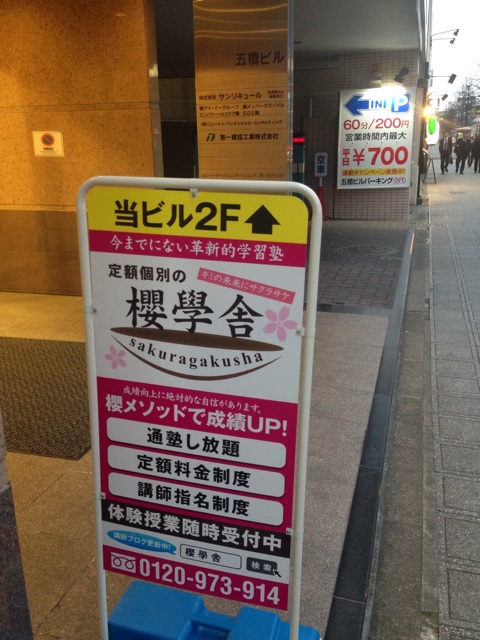 五橋ビル
株式会社 サンリキュール
第一建設工業株式会社
空車
IN P
60分/200円
営業時間内最大
平日 ¥700
五橋ビルパーキング
当ビル2F
今までにない革新的学習塾
定額個別の
キミの未来にサクラサケ
櫻學舎
sakuragakusha
成績向上に絶対的な自信があります。
櫻メソッドで成績UP!
通塾し放題
定額料金制度
講師指名制度
体験授業随時受付中
講師ブログ更新中!
櫻學舎 検索
0120-973-914